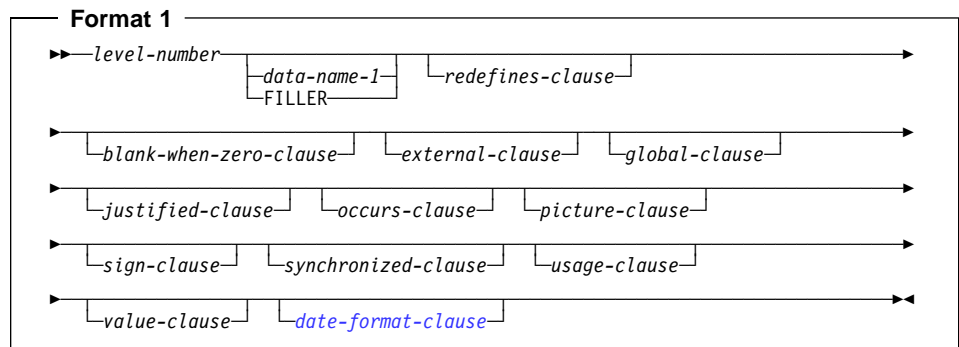 Format 1
level-number
data-name-1
FILLER
redefines-clause
blank-when-zero-clause external-clause global-clause
justified-clause occurs-clause picture-clause
sign-clause synchronized-clause usage-clause
value-clause date-format-clause